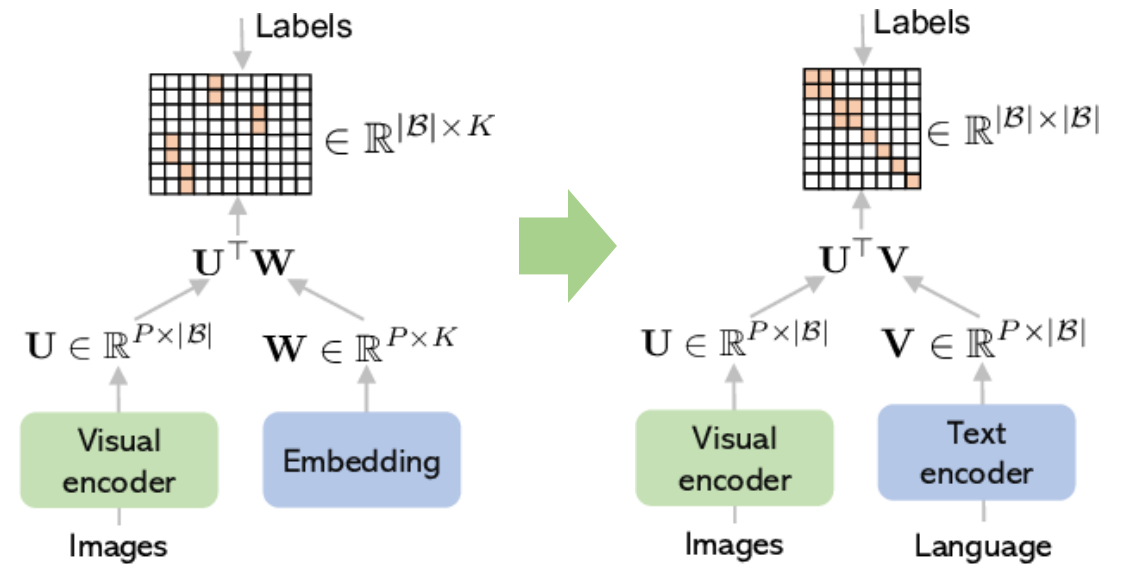 Labels
∈ ℝ^{|ℬ|×K}
U^⊤W
U ∈ ℝ^{P×|ℬ|}
W ∈ ℝ^{P×K}
Visual
encoder
Embedding
Images
Labels
∈ ℝ^{|ℬ|×|ℬ|}
U^⊤V
U ∈ ℝ^{P×|ℬ|}
V ∈ ℝ^{P×|ℬ|}
Visual
encoder
Text
encoder
Images
Language